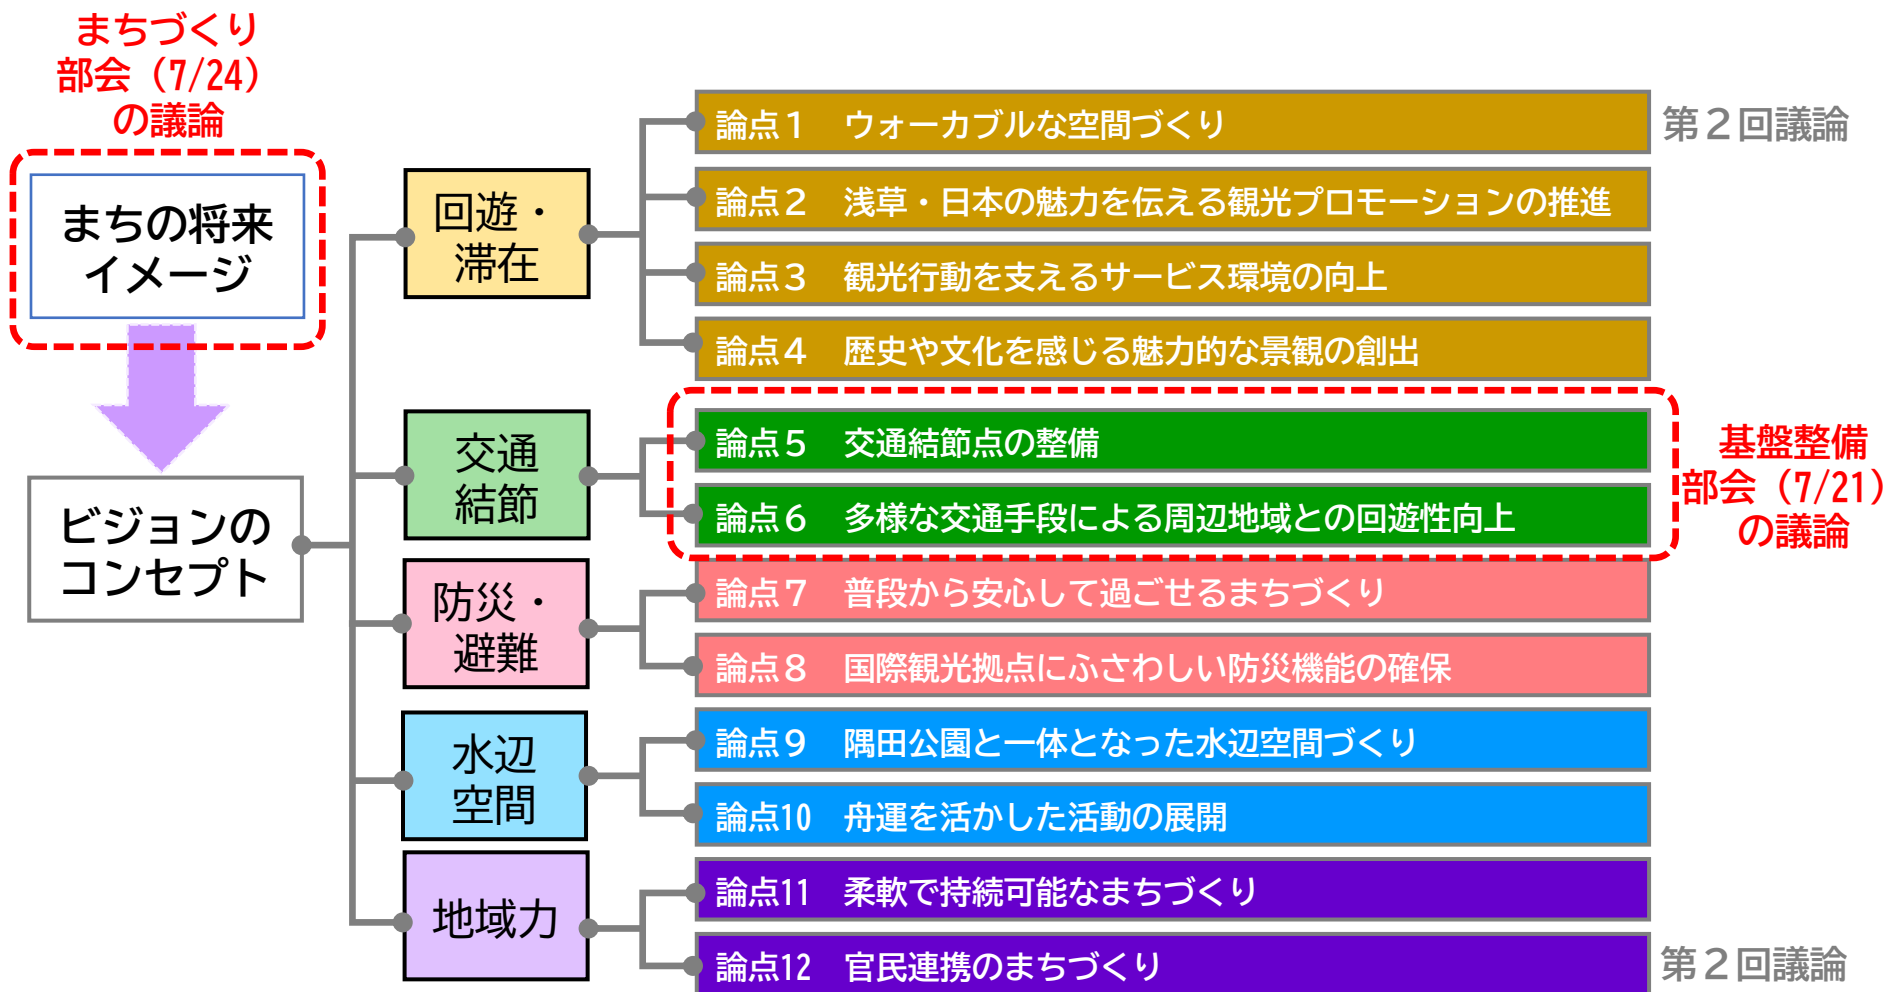 まちづくり
部会（7/24）
の議論
まちの将来
イメージ
ビジョンの
コンセプト
回遊・
滞在
論点１　ウォーカブルな空間づくり
第２回議論
論点２　浅草・日本の魅力を伝える観光プロモーションの推進
論点３　観光行動を支えるサービス環境の向上
論点４　歴史や文化を感じる魅力的な景観の創出
交通
結節
論点５　交通結節点の整備
論点６　多様な交通手段による周辺地域との回遊性向上
基盤整備
部会（7/21）
の議論
防災・
避難
論点７　普段から安心して過ごせるまちづくり
論点８　国際観光拠点にふさわしい防災機能の確保
水辺
空間
論点９　隅田公園と一体となった水辺空間づくり
論点10　舟運を活かした活動の展開
地域力
論点11　柔軟で持続可能なまちづくり
論点12　官民連携のまちづくり
第２回議論